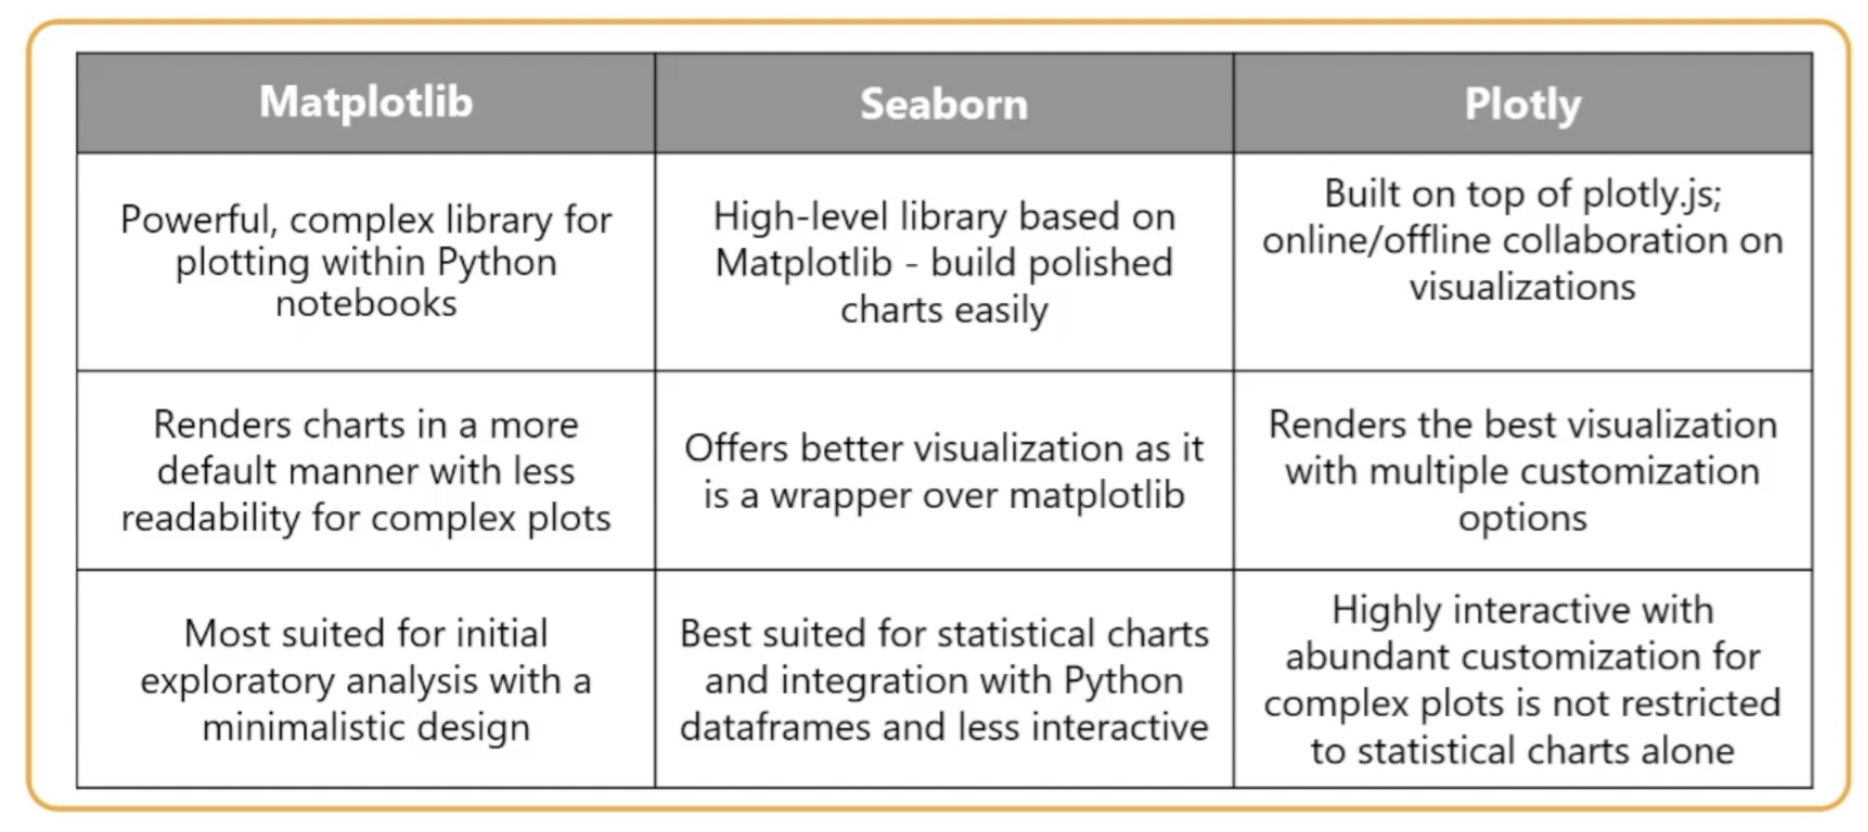 Matplotlib
Seaborn
Plotly
Powerful, complex library for
plotting within Python
notebooks
High-level library based on
Matplotlib - build polished
charts easily
Built on top of plotly.js;
online/offline collaboration on
visualizations
Renders charts in a more
default manner with less
readability for complex plots
Offers better visualization as it
is a wrapper over matplotlib
Renders the best visualization
with multiple customization
options
Most suited for initial
exploratory analysis with a
minimalistic design
Best suited for statistical charts
and integration with Python
dataframes and less interactive
Highly interactive with
abundant customization for
complex plots is not restricted
to statistical charts alone